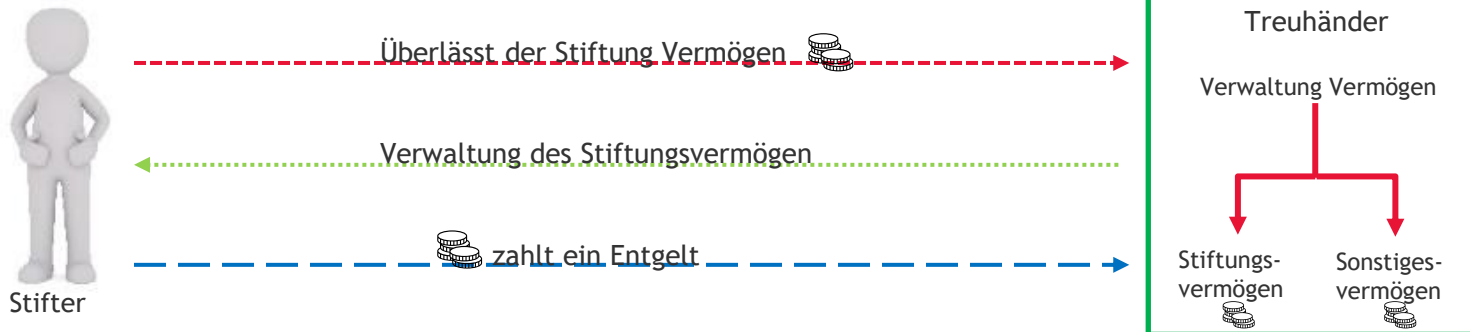 Überlässt der Stiftung Vermögen
Verwaltung des Stiftungsvermögen
zahlt ein Entgelt
Stifter
Treuhänder
Verwaltung Vermögen
Stiftungs-
vermögen
Sonstiges-
vermögen